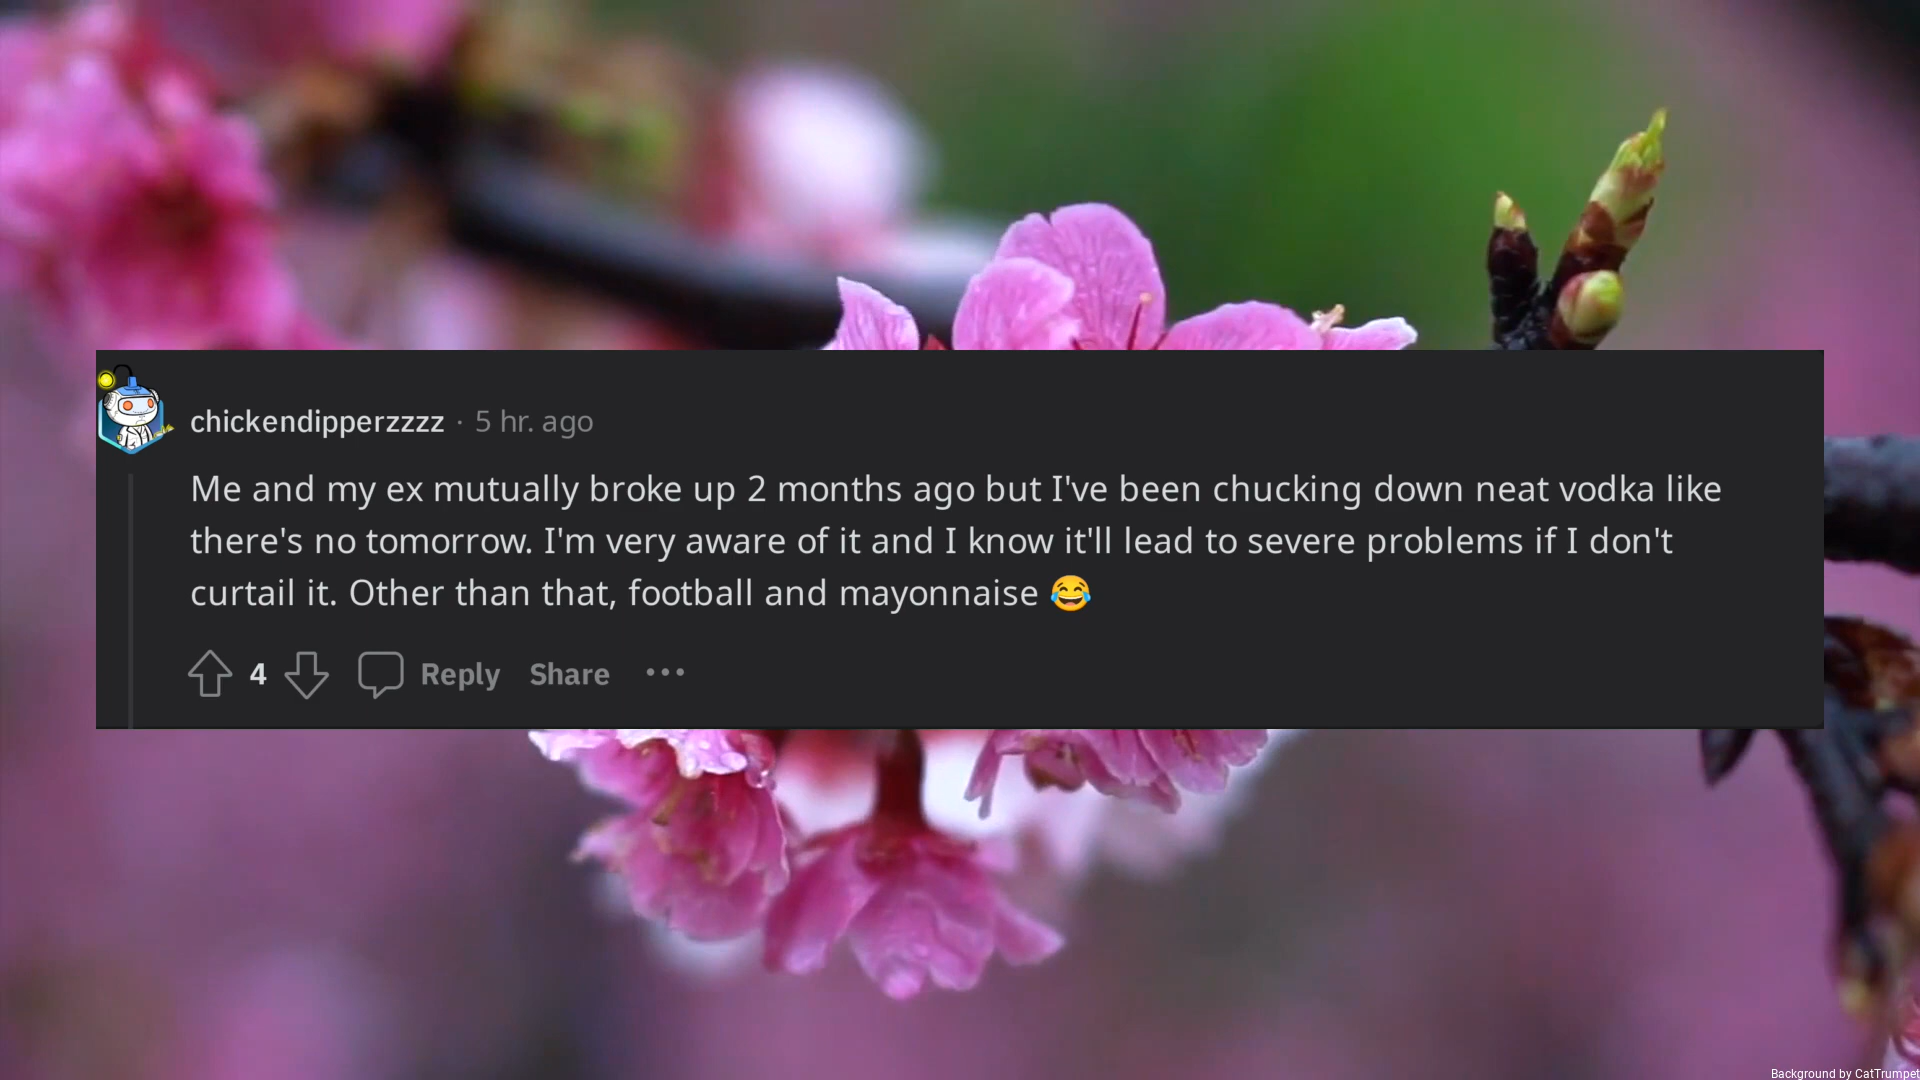 chickendipperzzzz · 5 hr. ago
Me and my ex mutually broke up 2 months ago but I've been chucking down neat vodka like
there's no tomorrow. I'm very aware of it and I know it'll lead to severe problems if I don't
curtail it. Other than that, football and mayonnaise 😂
4 Reply Share ···
Background by CatTrumpet